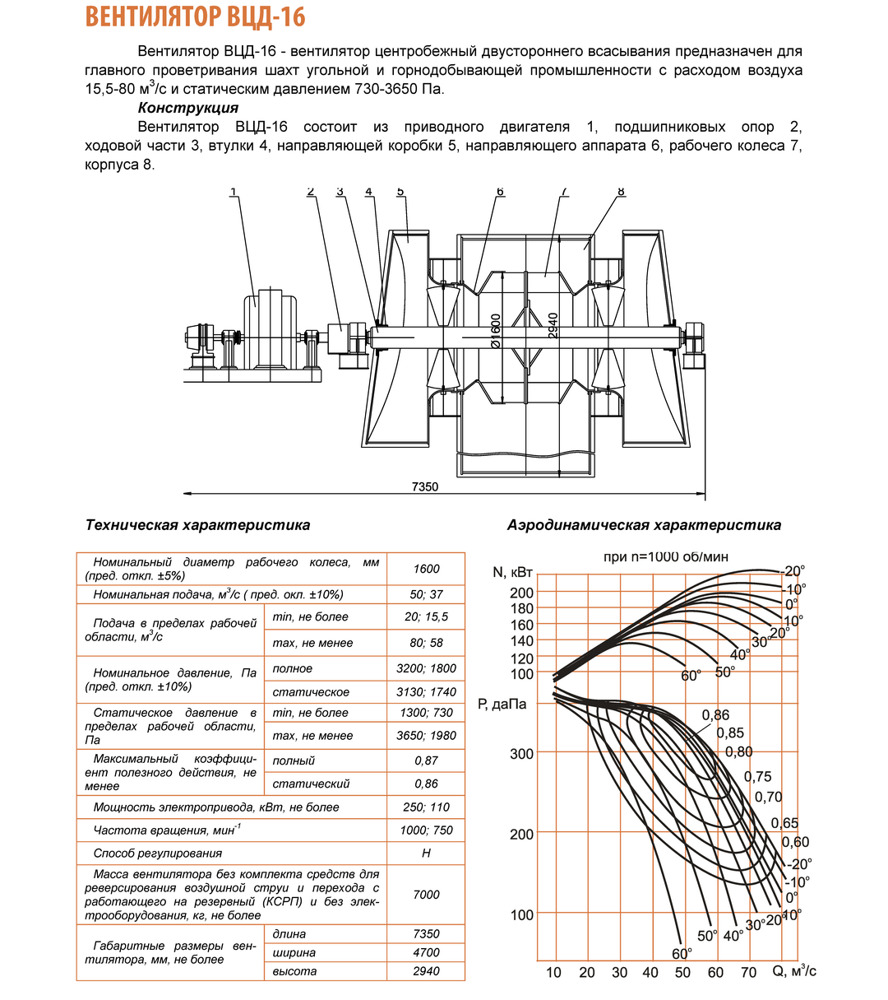 ВЕНТИЛЯТОР ВЦД-16
Вентилятор ВЦД-16 - вентилятор центробежный двустороннего всасывания предназначен для
главного проветривания шахт угольной и горнодобывающей промышленности с расходом воздуха
15,5-80 м³/с и статическим давлением 730-3650 Па.
Конструкция
Вентилятор ВЦД-16 состоит из приводного двигателя 1, подшипниковых опор 2,
ходовой части 3, втулки 4, направляющей коробки 5, направляющего аппарата 6, рабочего колеса 7,
корпуса 8.
1 2 3 4 5 6 7 8
Ø1600
2940
7350
Техническая характеристика
Номинальный диаметр рабочего колеса, мм
(пред. откл. ±5%)
1600
Номинальная подача, м³/с ( пред. окл. ±10%)
50; 37
Подача в пределах рабочей
области, м³/с
min, не более
20; 15,5
max, не менее
80; 58
Номинальное давление, Па
(пред. откл. ±10%)
полное
3200; 1800
статическое
3130; 1740
Статическое давление в
пределах рабочей области,
Па
min, не более
1300; 730
max, не менее
3650; 1980
Максимальный коэффици-
ент полезного действия, не
менее
полный
0,87
статический
0,86
Мощность электропривода, кВт, не более
250; 110
Частота вращения, мин⁻¹
1000; 750
Способ регулирования
Н
Масса вентилятора без комплекта средств для
реверсирования воздушной струи и перехода с
работающего на резервный (КСРП) и без элек-
трооборудования, кг, не более
7000
Габаритные размеры вен-
тилятора, мм, не более
длина
7350
ширина
4700
высота
2940
Аэродинамическая характеристика
при n=1000 об/мин
N, кВт
200
180
160
140
120
100
-20°
-10°
0°
10°
20°
30°
40°
50°
60°
P, даПа
300
200
100
0,86
0,85
0,80
0,75
0,70
0,65
0,60
-20°
-10°
0°
10°
20°
30°
40°
50°
60°
10 20 30 40 50 60 70 Q, м³/с